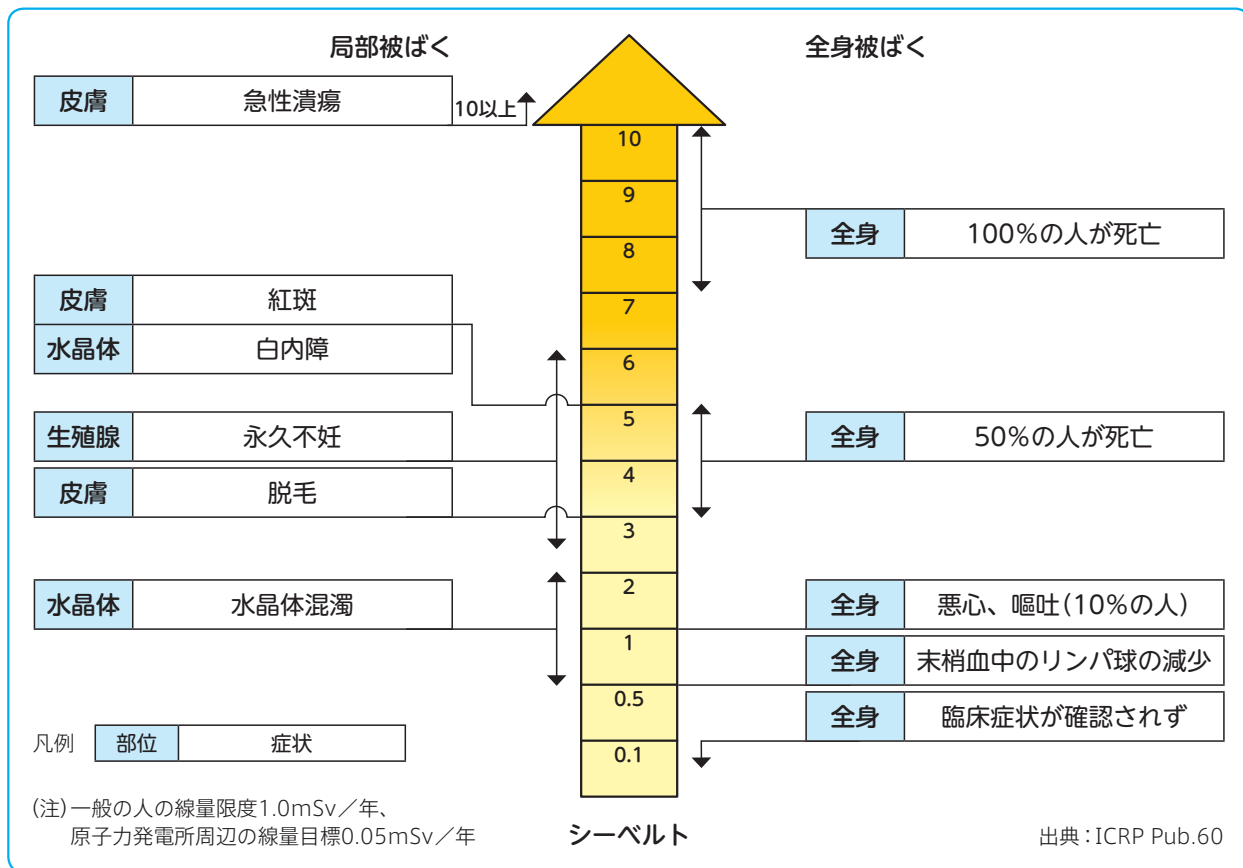 局部被ばく
全身被ばく
皮膚 急性潰瘍
10以上
皮膚 紅斑
水晶体 白内障
生殖腺 永久不妊
皮膚 脱毛
水晶体 水晶体混濁
10
9
8
7
6
5
4
3
2
1
0.5
0.1
シーベルト
全身 100%の人が死亡
全身 50%の人が死亡
全身 悪心、嘔吐(10%の人)
全身 末梢血中のリンパ球の減少
全身 臨床症状が確認されず
凡例 部位 症状
(注)一般の人の線量限度1.0mSv/年、
原子力発電所周辺の線量目標0.05mSv/年
出典:ICRP Pub.60